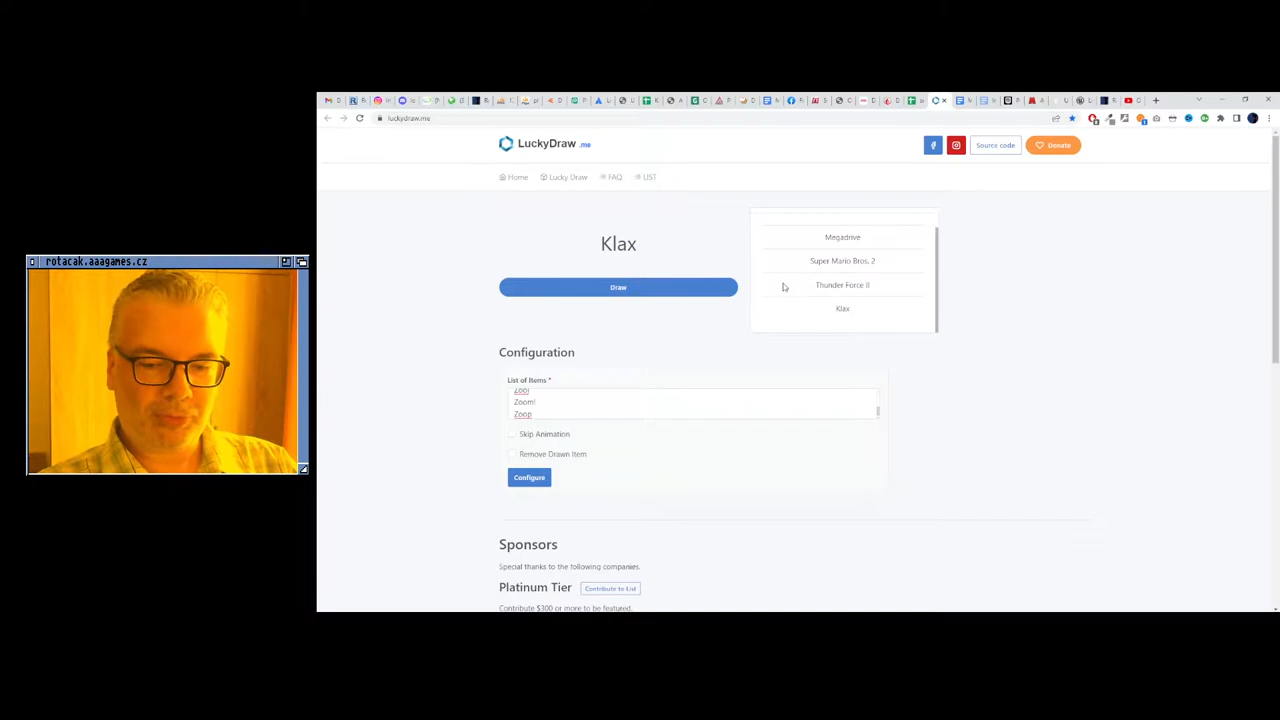 luckydraw.me
rotacak.aaagames.cz
LuckyDraw .me
Source code
Donate
Home
Lucky Draw
FAQ
LIST
Klax
Draw
Megadrive
Super Mario Bros. 2
Thunder Force II
Klax
Configuration
List of Items *
Zool
Zoom!
Zoop
Skip Animation
Remove Drawn Item
Configure
Sponsors
Special thanks to the following companies.
Platinum Tier
Contribute to List
Contribute $300 or more to be featured.